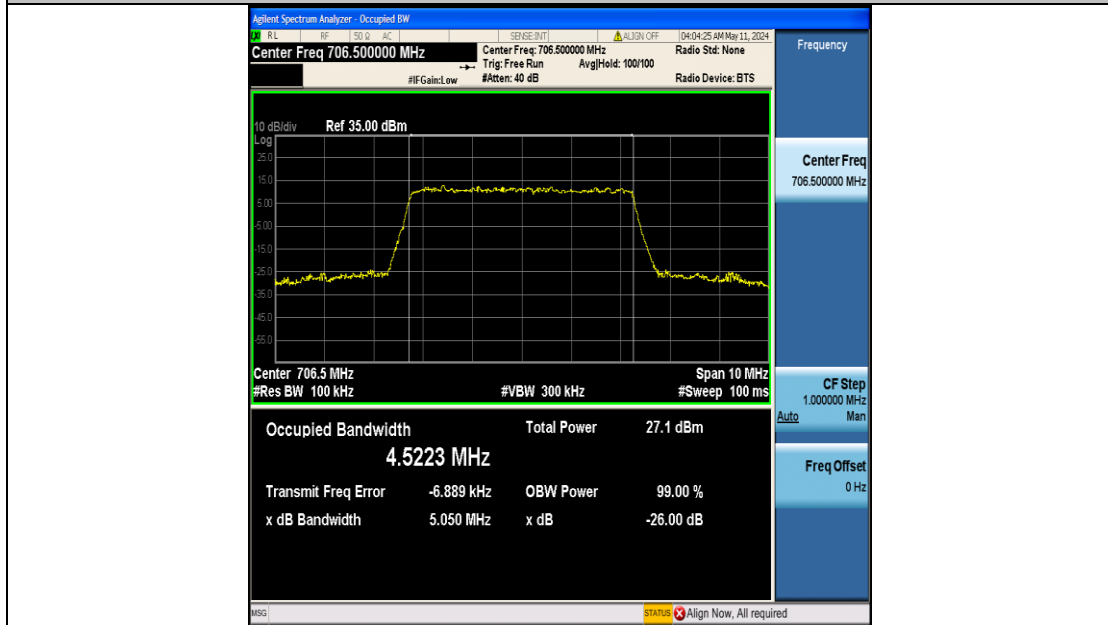 Agilent Spectrum Analyzer - Occupied BW
RL RF 50 Ω AC SENSE:INT ALIGN OFF 04:04:25 AM May 11, 2024
Center Freq 706.500000 MHz
Center Freq: 706.500000 MHz
Radio Std: None
Trig: Free Run Avg|Hold: 100/100
#IFGain:Low
#Atten: 40 dB
Radio Device: BTS
Frequency
10 dB/div Ref 35.00 dBm
Log
25.0
15.0
5.00
-5.00
-15.0
-25.0
-35.0
-45.0
-55.0
Center 706.5 MHz Span 10 MHz
#Res BW 100 kHz #VBW 300 kHz #Sweep 100 ms
Center Freq
706.500000 MHz
CF Step
1.000000 MHz
Auto Man
Freq Offset
0 Hz
Occupied Bandwidth Total Power 27.1 dBm
4.5223 MHz
Transmit Freq Error -6.889 kHz OBW Power 99.00 %
x dB Bandwidth 5.050 MHz x dB -26.00 dB
MSG STATUS Align Now, All required